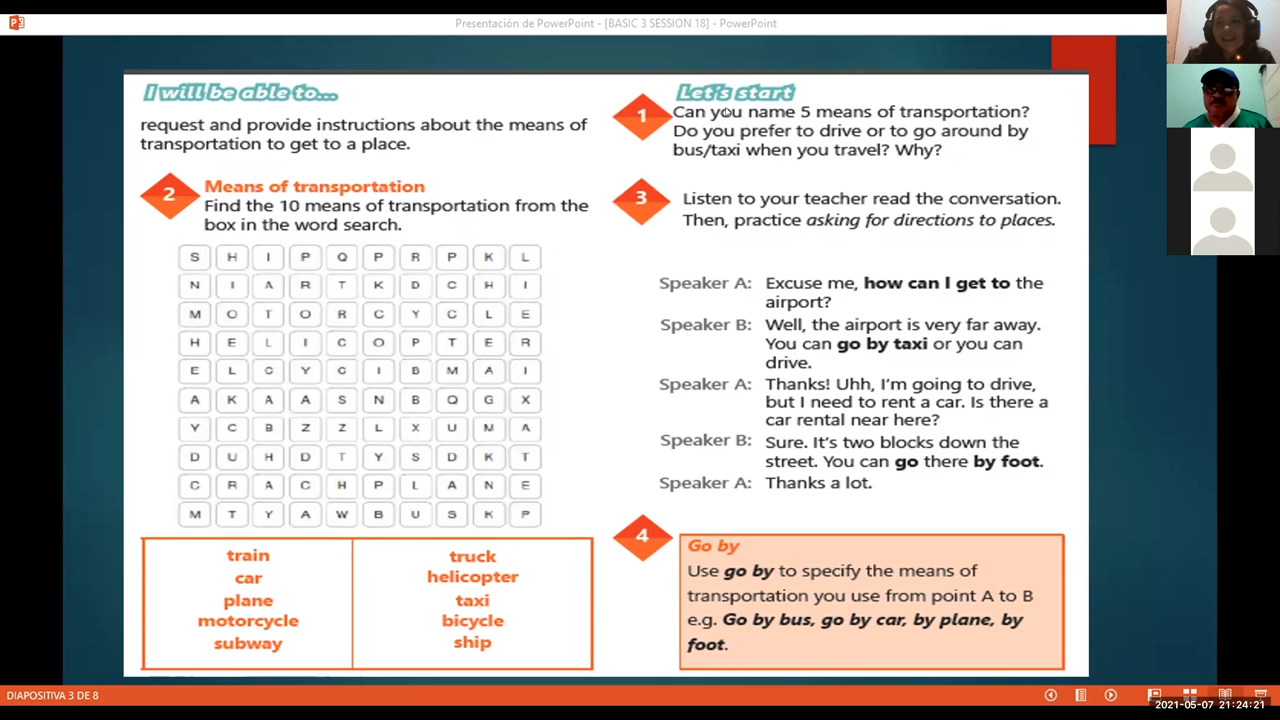 Presentación de PowerPoint - [BASIC 3 SESSION 18] - PowerPoint
I will be able to...
request and provide instructions about the means of
transportation to get to a place.
2
Means of transportation
Find the 10 means of transportation from the
box in the word search.
S H I P Q P R P K L
N I A R T K D C H I
M O T O R C Y C L E
H E L I C O P T E R
E L C Y C I B M A I
A K A A S N B Q G X
Y C B Z Z L X U M A
D U H D T Y S D K T
C R A C H P L A N E
M T Y A W B U S K P
train
car
plane
motorcycle
subway
truck
helicopter
taxi
bicycle
ship
Let's start
1
Can you name 5 means of transportation?
Do you prefer to drive or to go around by
bus/taxi when you travel? Why?
3
Listen to your teacher read the conversation.
Then, practice asking for directions to places.
Speaker A: Excuse me, how can I get to the
airport?
Speaker B: Well, the airport is very far away.
You can go by taxi or you can
drive.
Speaker A: Thanks! Uhh, I'm going to drive,
but I need to rent a car. Is there a
car rental near here?
Speaker B: Sure. It's two blocks down the
street. You can go there by foot.
Speaker A: Thanks a lot.
4
Go by
Use go by to specify the means of
transportation you use from point A to B
e.g. Go by bus, go by car, by plane, by
foot.
DIAPOSITIVA 3 DE 8
2021-05-07 21:24:21